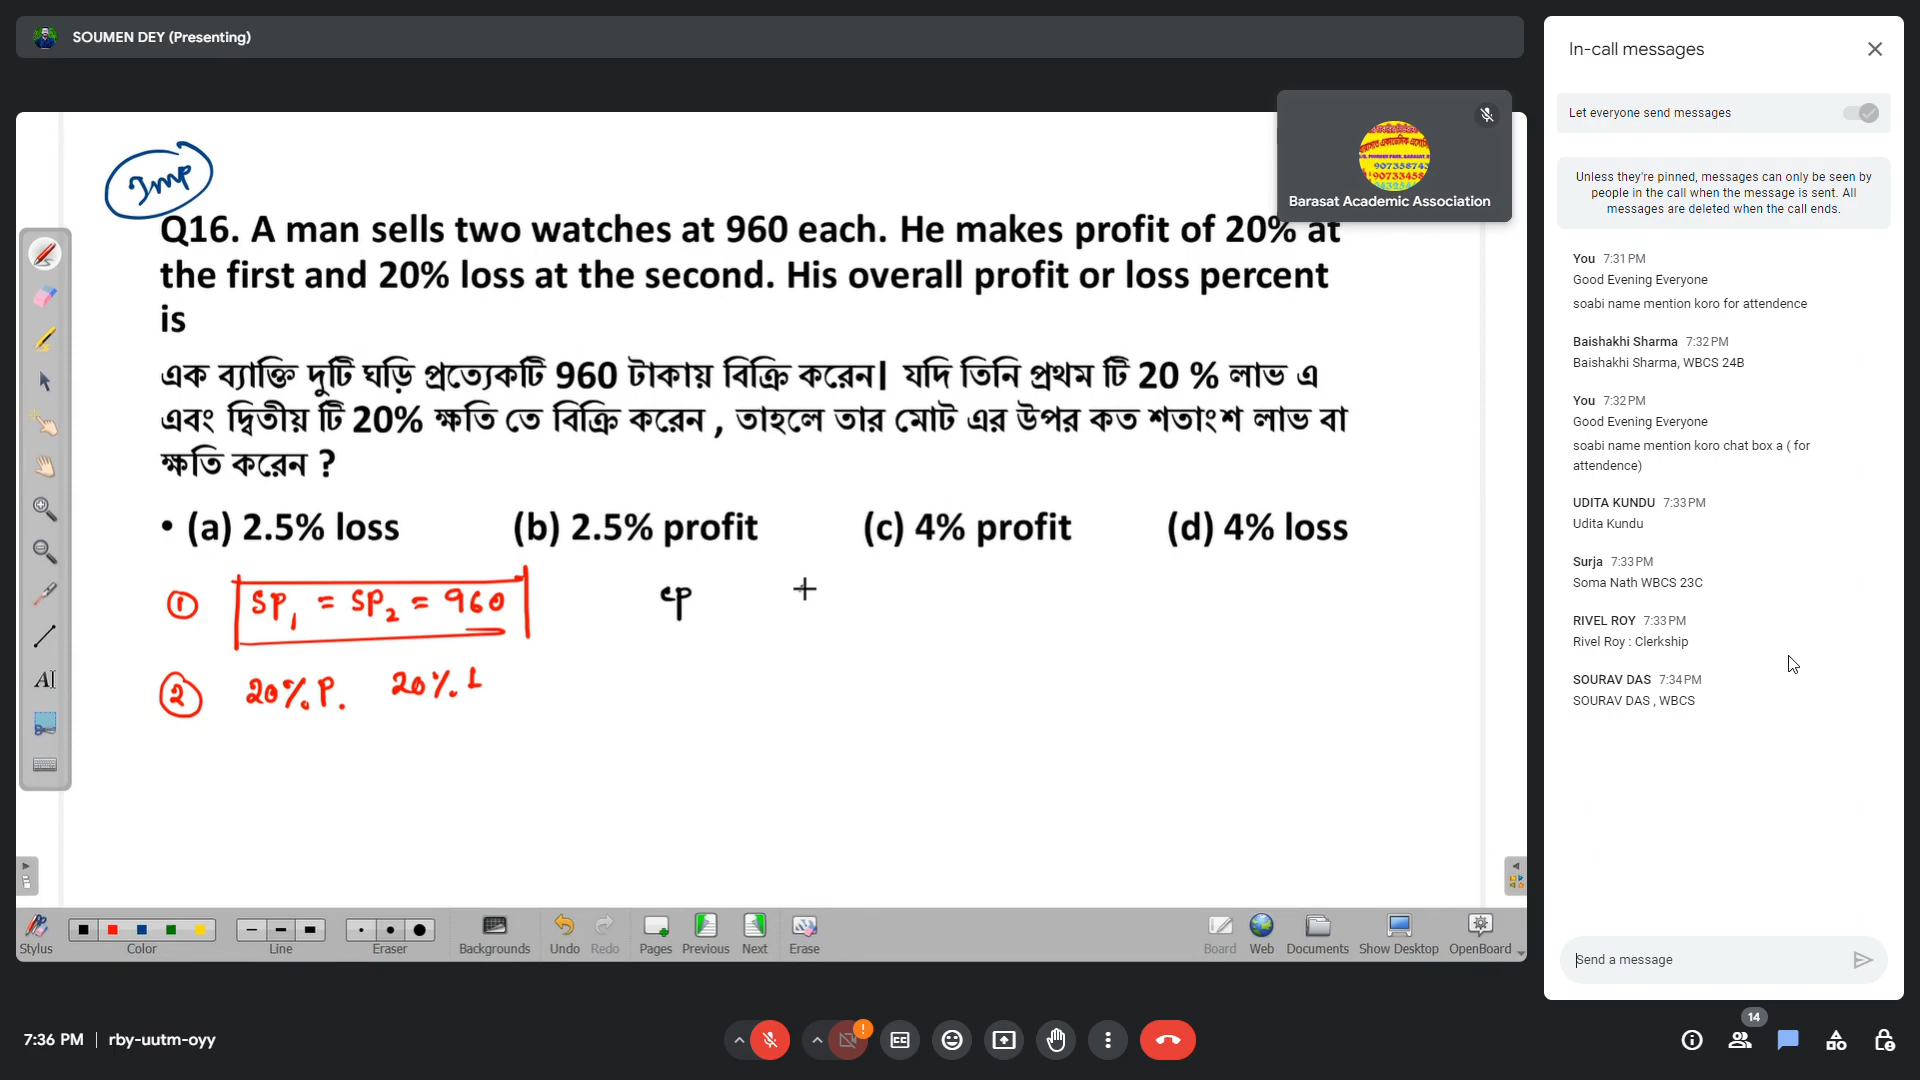 SOUMEN DEY (Presenting)
Imp
Barasat Academic Association
Q16. A man sells two watches at 960 each. He makes profit of 20% at
the first and 20% loss at the second. His overall profit or loss percent
is
এক ব্যাক্তি দুটি ঘড়ি প্রত্যেকটি 960 টাকায় বিক্রি করেন। যদি তিনি প্রথম টি 20 % লাভ এ
এবং দ্বিতীয় টি 20% ক্ষতি তে বিক্রি করেন , তাহলে তার মোট এর উপর কত শতাংশ লাভ বা
ক্ষতি করেন ?
• (a) 2.5% loss (b) 2.5% profit (c) 4% profit (d) 4% loss
① SP₁ = SP₂ = 960 CP
② 20% P. 20% L
Stylus Color Line Eraser Backgrounds Undo Redo Pages Previous Next Erase Board Web Documents Show Desktop OpenBoard
7:36 PM | rby-uutm-oyy
In-call messages
Let everyone send messages
Unless they're pinned, messages can only be seen by
people in the call when the message is sent. All
messages are deleted when the call ends.
You 7:31 PM
Good Evening Everyone
soabi name mention koro for attendence
Baishakhi Sharma 7:32 PM
Baishakhi Sharma, WBCS 24B
You 7:32 PM
Good Evening Everyone
soabi name mention koro chat box a ( for
attendence)
UDITA KUNDU 7:33 PM
Udita Kundu
Surja 7:33 PM
Soma Nath WBCS 23C
RIVEL ROY 7:33 PM
Rivel Roy : Clerkship
SOURAV DAS 7:34 PM
SOURAV DAS , WBCS
Send a message
14